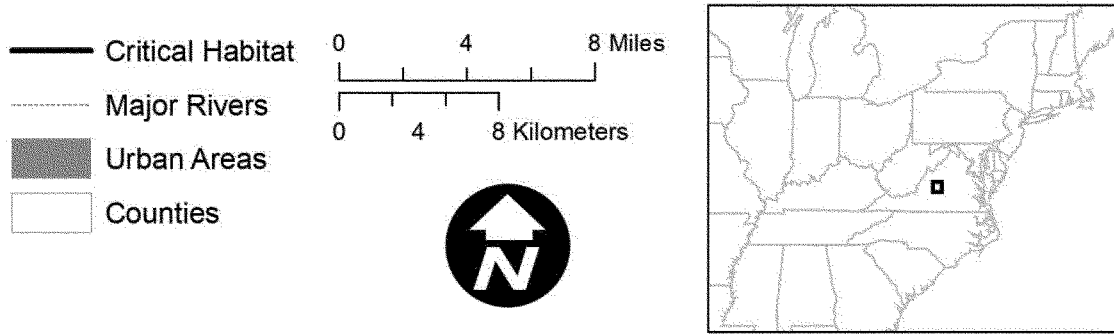 Critical Habitat
Major Rivers
Urban Areas
Counties
0 4 8 Miles
0 4 8 Kilometers
N